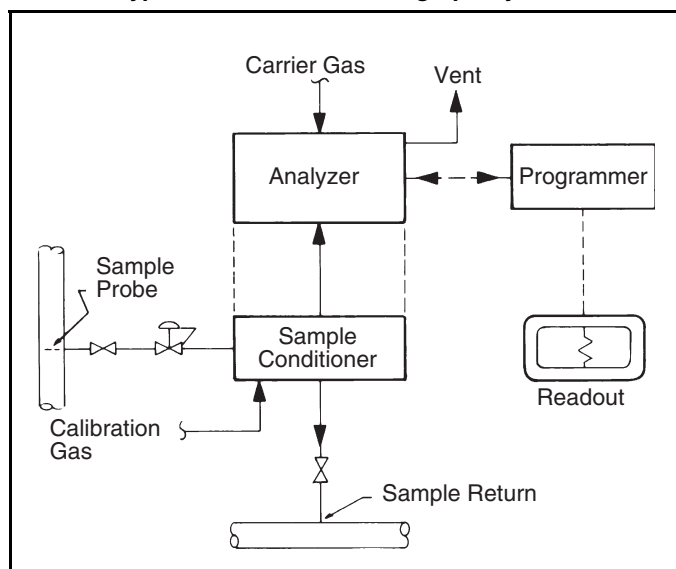 Carrier Gas
Vent
Analyzer
Programmer
Sample
Probe
Sample
Conditioner
Readout
Calibration
Gas
Sample Return